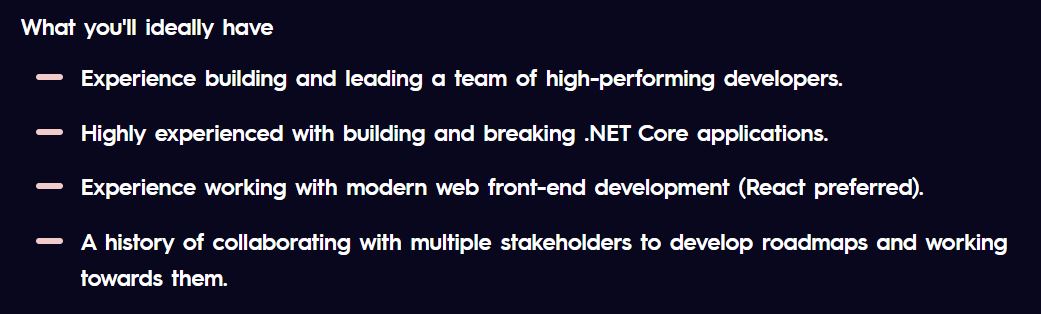 What you'll ideally have
Experience building and leading a team of high-performing developers.
Highly experienced with building and breaking .NET Core applications.
Experience working with modern web front-end development (React preferred).
A history of collaborating with multiple stakeholders to develop roadmaps and working
towards them.